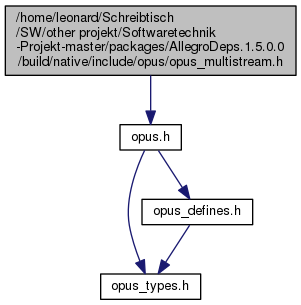 /home/leonard/Schreibtisch
/SW/other projekt/Softwaretechnik
-Projekt-master/packages/AllegroDeps.1.5.0.0
/build/native/include/opus/opus_multistream.h
opus.h
opus_defines.h
opus_types.h